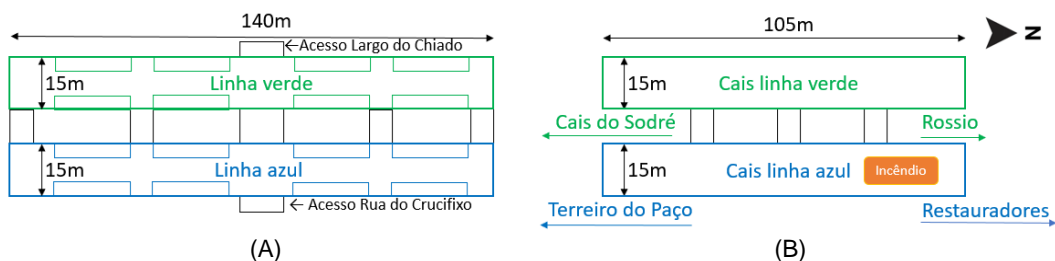 140m
←Acesso Largo do Chiado
15m
Linha verde
15m
Linha azul
← Acesso Rua do Crucifixo
(A)
105m
N
15m
Cais linha verde
Cais do Sodré
Rossio
15m
Cais linha azul
Incêndio
Terreiro do Paço
Restauradores
(B)